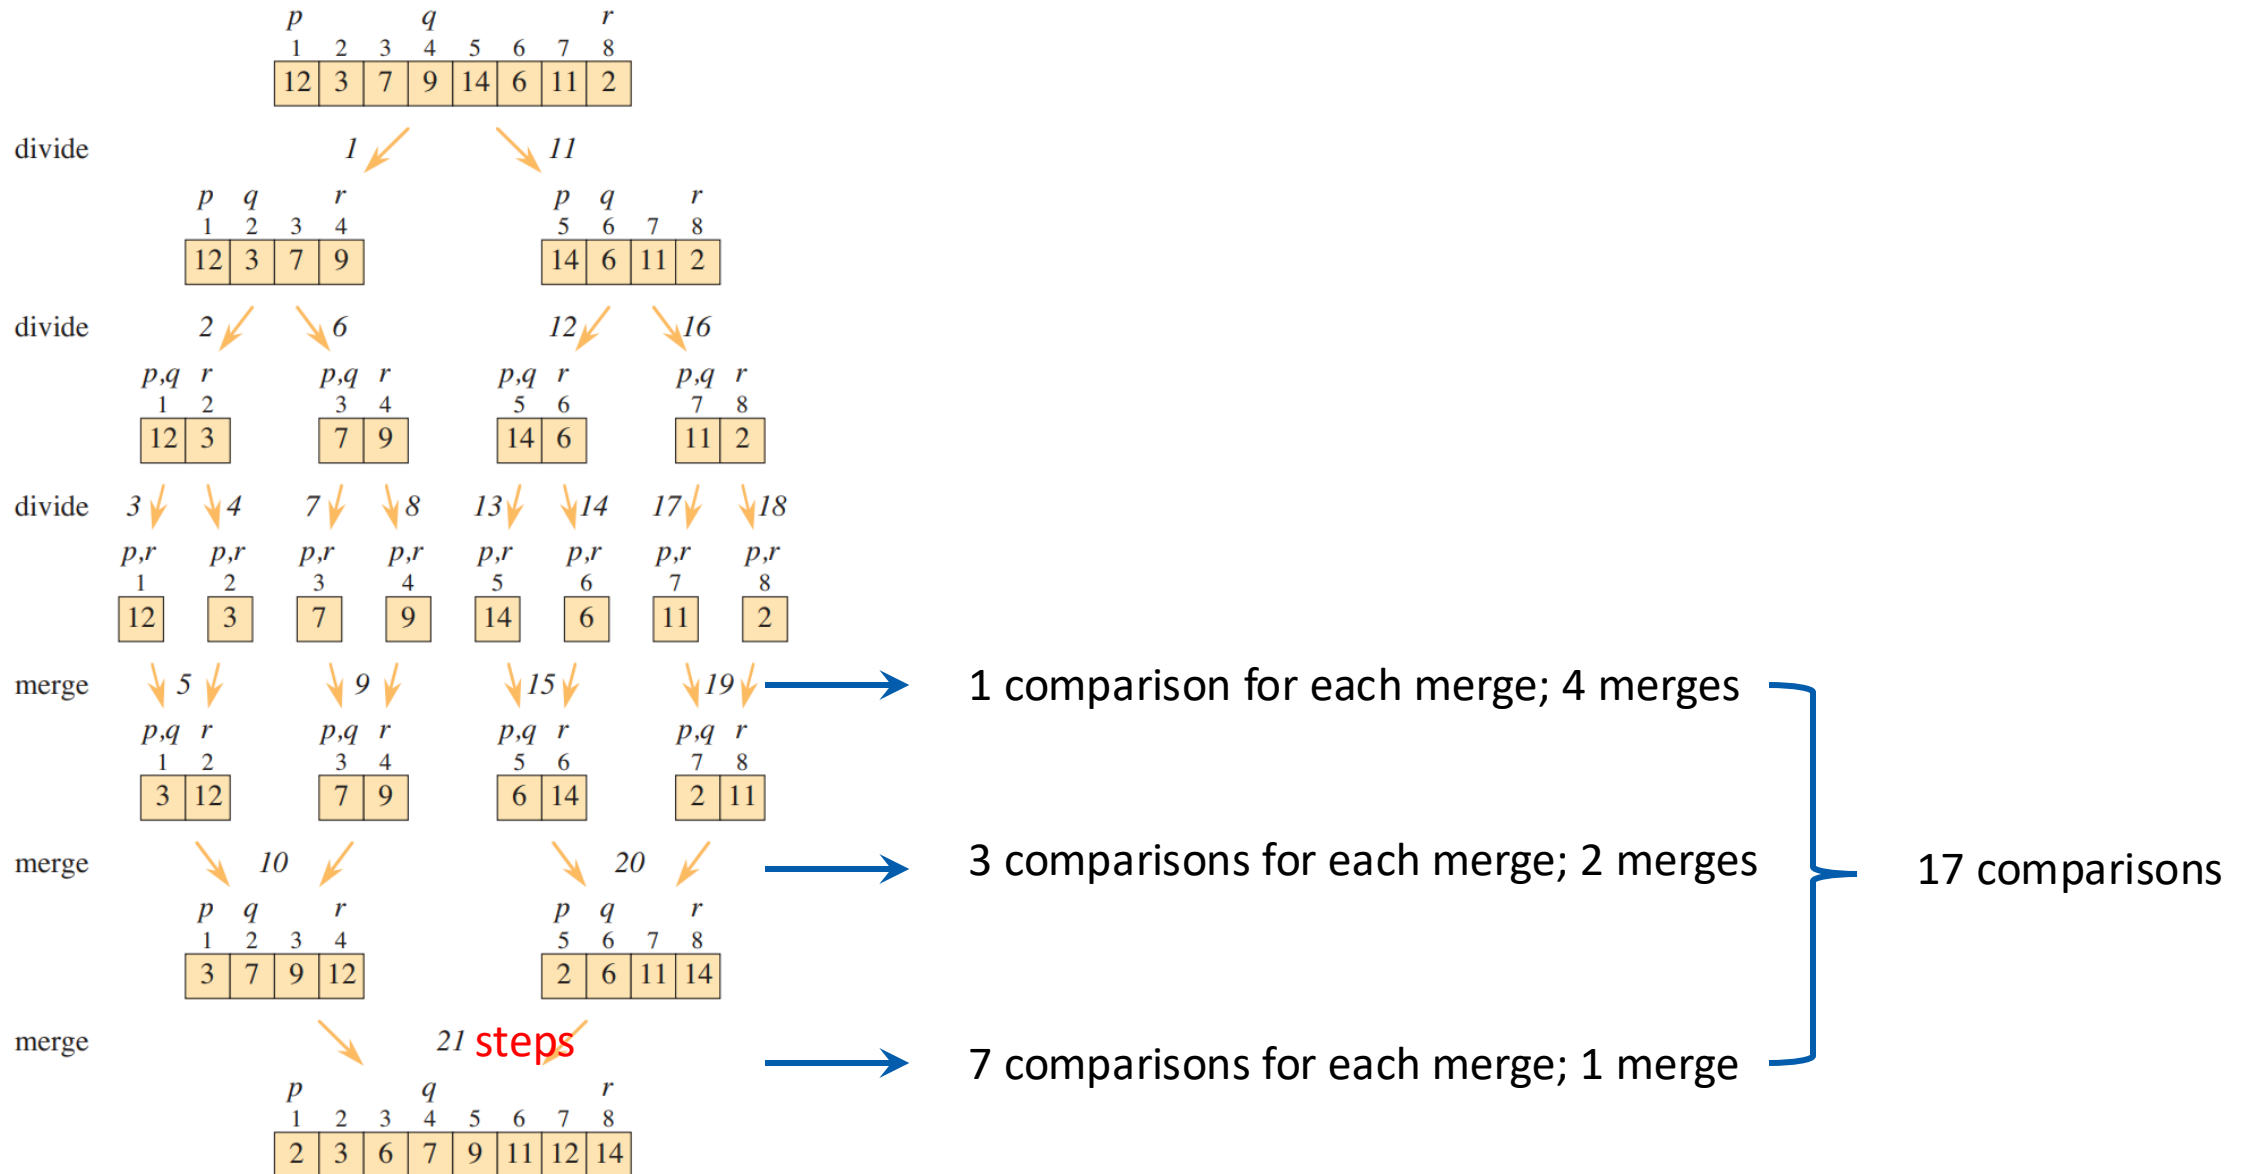 p q r
1 2 3 4 5 6 7 8
12 3 7 9 14 6 11 2
divide 1 11
p q r p q r
1 2 3 4 5 6 7 8
12 3 7 9 14 6 11 2
divide 2 6 12 16
p,q r p,q r p,q r p,q r
1 2 3 4 5 6 7 8
12 3 7 9 14 6 11 2
divide 3 4 7 8 13 14 17 18
p,r p,r p,r p,r p,r p,r p,r p,r
1 2 3 4 5 6 7 8
12 3 7 9 14 6 11 2
merge 5 9 15 19 1 comparison for each merge; 4 merges
p,q r p,q r p,q r p,q r
1 2 3 4 5 6 7 8
3 12 7 9 6 14 2 11
merge 10 20 3 comparisons for each merge; 2 merges 17 comparisons
p q r p q r
1 2 3 4 5 6 7 8
3 7 9 12 2 6 11 14
merge 21 steps 7 comparisons for each merge; 1 merge
p q r
1 2 3 4 5 6 7 8
2 3 6 7 9 11 12 14